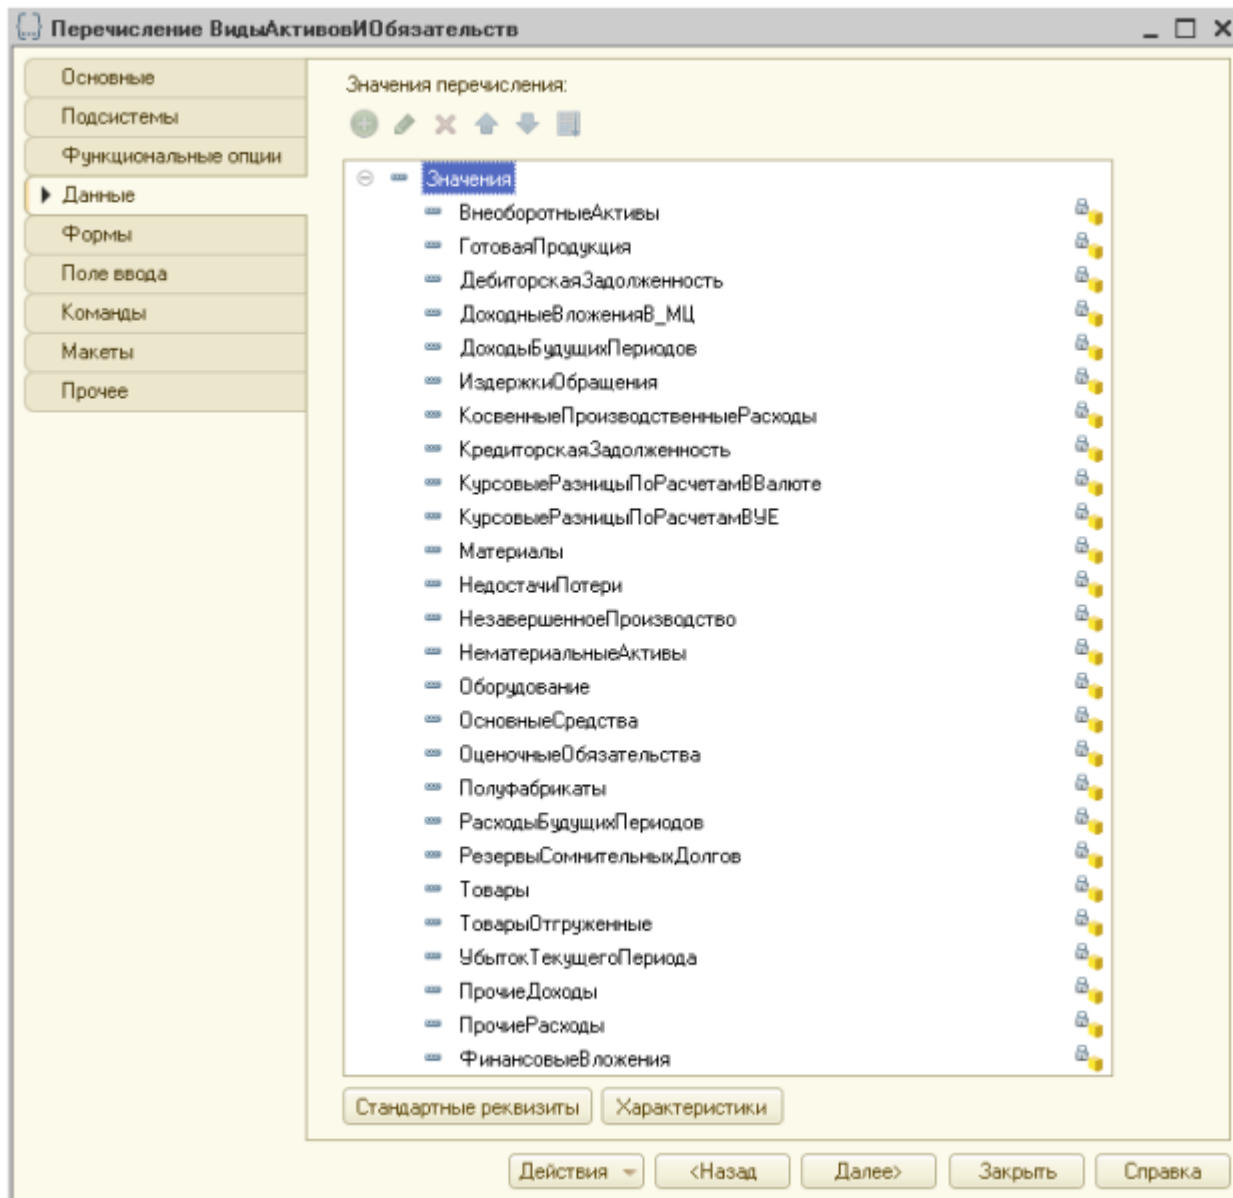 Перечисление ВидыАктивовИОбязательств
Основные
Подсистемы
Функциональные опции
Данные
Формы
Поле ввода
Команды
Макеты
Прочее
Значения перечисления:
Значения
ВнеоборотныеАктивы
ГотоваяПродукция
ДебиторскаяЗадолженность
ДоходныеВложенияВ_МЦ
ДоходыБудущихПериодов
ИздержкиОбращения
КосвенныеПроизводственныеРасходы
КредиторскаяЗадолженность
КурсовыеРазницыПоРасчетамВВалюте
КурсовыеРазницыПоРасчетамВУЕ
Материалы
НедостачиПотери
НезавершенноеПроизводство
НематериальныеАктивы
Оборудование
ОсновныеСредства
ОценочныеОбязательства
Полуфабрикаты
РасходыБудущихПериодов
РезервыСомнительныхДолгов
Товары
ТоварыОтгруженные
УбытокТекущегоПериода
ПрочиеДоходы
ПрочиеРасходы
ФинансовыеВложения
Стандартные реквизиты Характеристики
Действия <Назад Далее> Закрыть Справка